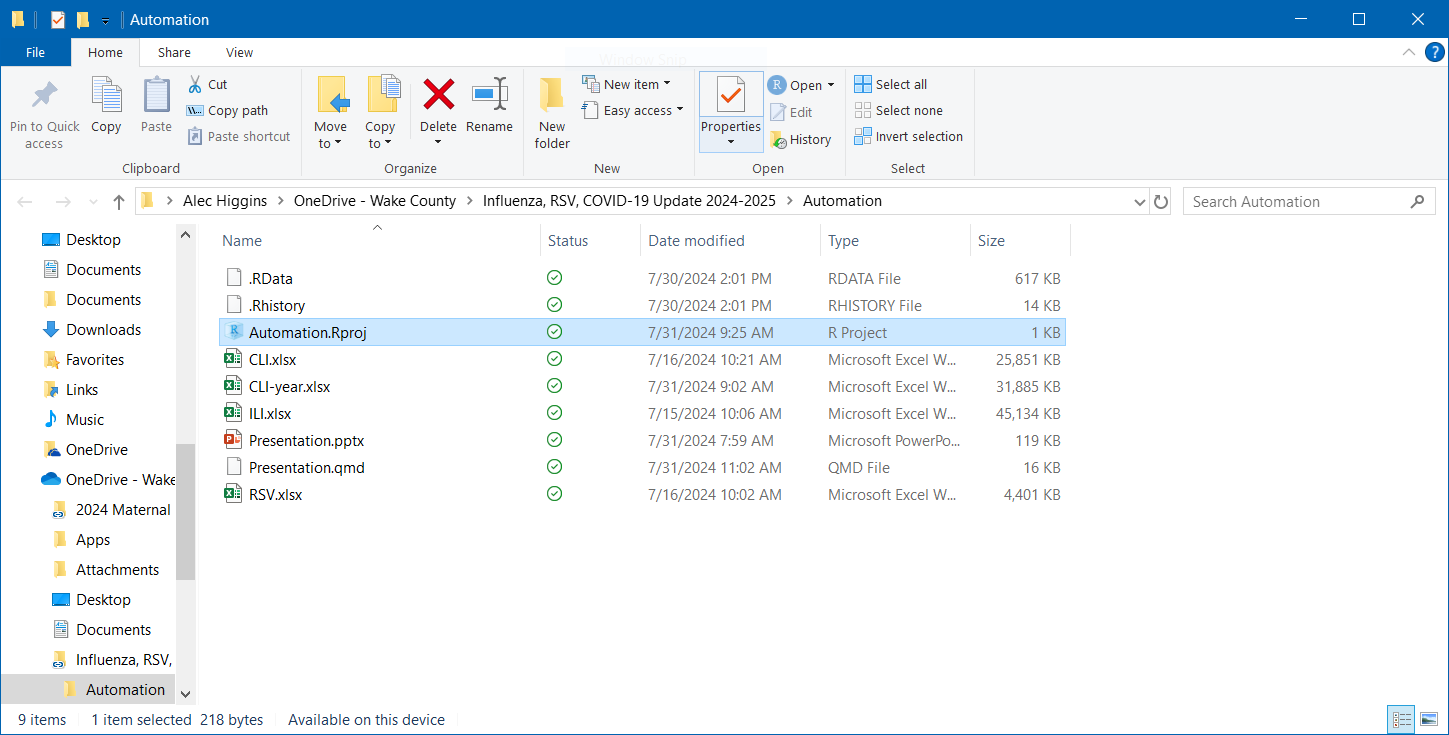 Automation
File Home Share View
Pin to Quick access
Copy
Paste
Cut
Copy path
Paste shortcut
Clipboard
Move to
Copy to
Delete
Rename
Organize
New folder
New item
Easy access
New
Properties
Open
Edit
History
Open
Select all
Select none
Invert selection
Select
Alec Higgins OneDrive - Wake County Influenza, RSV, COVID-19 Update 2024-2025 Automation
Search Automation
Desktop
Documents
Documents
Downloads
Favorites
Links
Music
OneDrive
OneDrive - Wake
2024 Maternal
Apps
Attachments
Desktop
Documents
Influenza, RSV,
Automation
Name Status Date modified Type Size
.RData 7/30/2024 2:01 PM RDATA File 617 KB
.Rhistory 7/30/2024 2:01 PM RHISTORY File 14 KB
Automation.Rproj 7/31/2024 9:25 AM R Project 1 KB
CLI.xlsx 7/16/2024 10:21 AM Microsoft Excel W... 25,851 KB
CLI-year.xlsx 7/31/2024 9:02 AM Microsoft Excel W... 31,885 KB
ILI.xlsx 7/15/2024 10:06 AM Microsoft Excel W... 45,134 KB
Presentation.pptx 7/31/2024 7:59 AM Microsoft PowerPo... 119 KB
Presentation.qmd 7/31/2024 11:02 AM QMD File 16 KB
RSV.xlsx 7/16/2024 10:02 AM Microsoft Excel W... 4,401 KB
9 items 1 item selected 218 bytes Available on this device